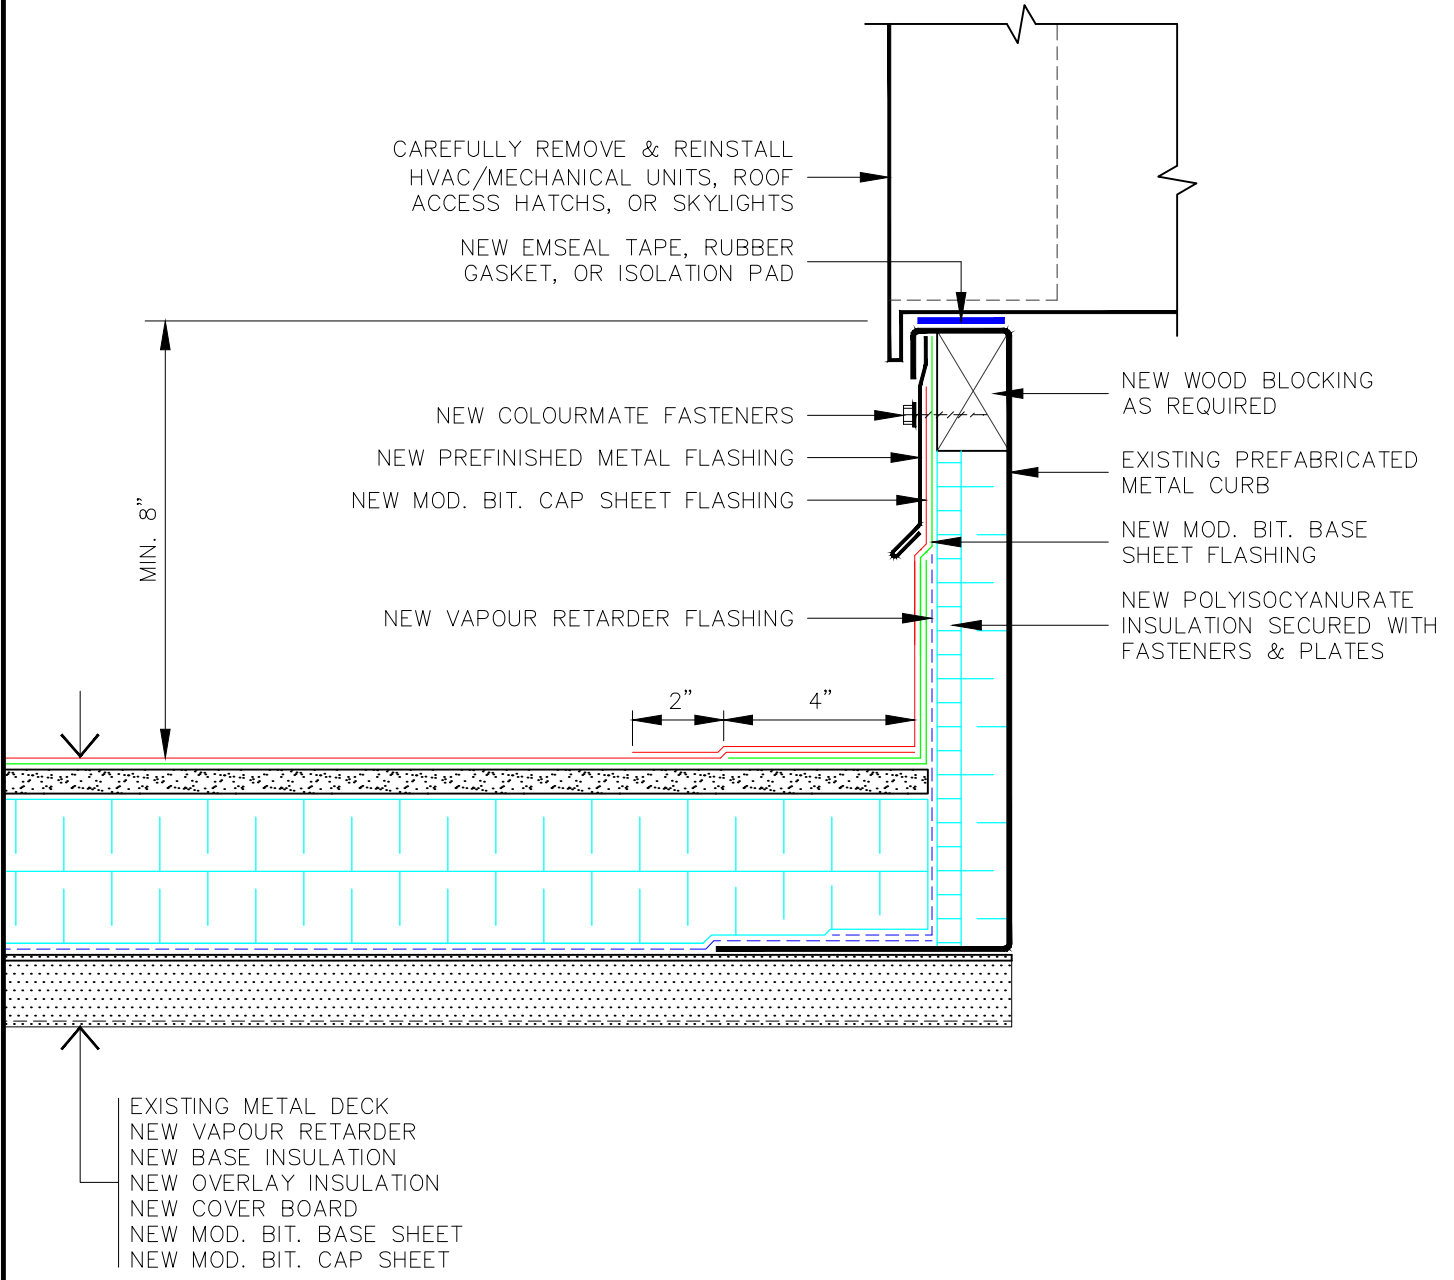 CAREFULLY REMOVE & REINSTALL
HVAC/MECHANICAL UNITS, ROOF
ACCESS HATCHS, OR SKYLIGHTS
NEW EMSEAL TAPE, RUBBER
GASKET, OR ISOLATION PAD
NEW COLOURMATE FASTENERS
NEW PREFINISHED METAL FLASHING
NEW MOD. BIT. CAP SHEET FLASHING
NEW VAPOUR RETARDER FLASHING
MIN. 8"
2"
4"
NEW WOOD BLOCKING
AS REQUIRED
EXISTING PREFABRICATED
METAL CURB
NEW MOD. BIT. BASE
SHEET FLASHING
NEW POLYISOCYANURATE
INSULATION SECURED WITH
FASTENERS & PLATES
EXISTING METAL DECK
NEW VAPOUR RETARDER
NEW BASE INSULATION
NEW OVERLAY INSULATION
NEW COVER BOARD
NEW MOD. BIT. BASE SHEET
NEW MOD. BIT. CAP SHEET